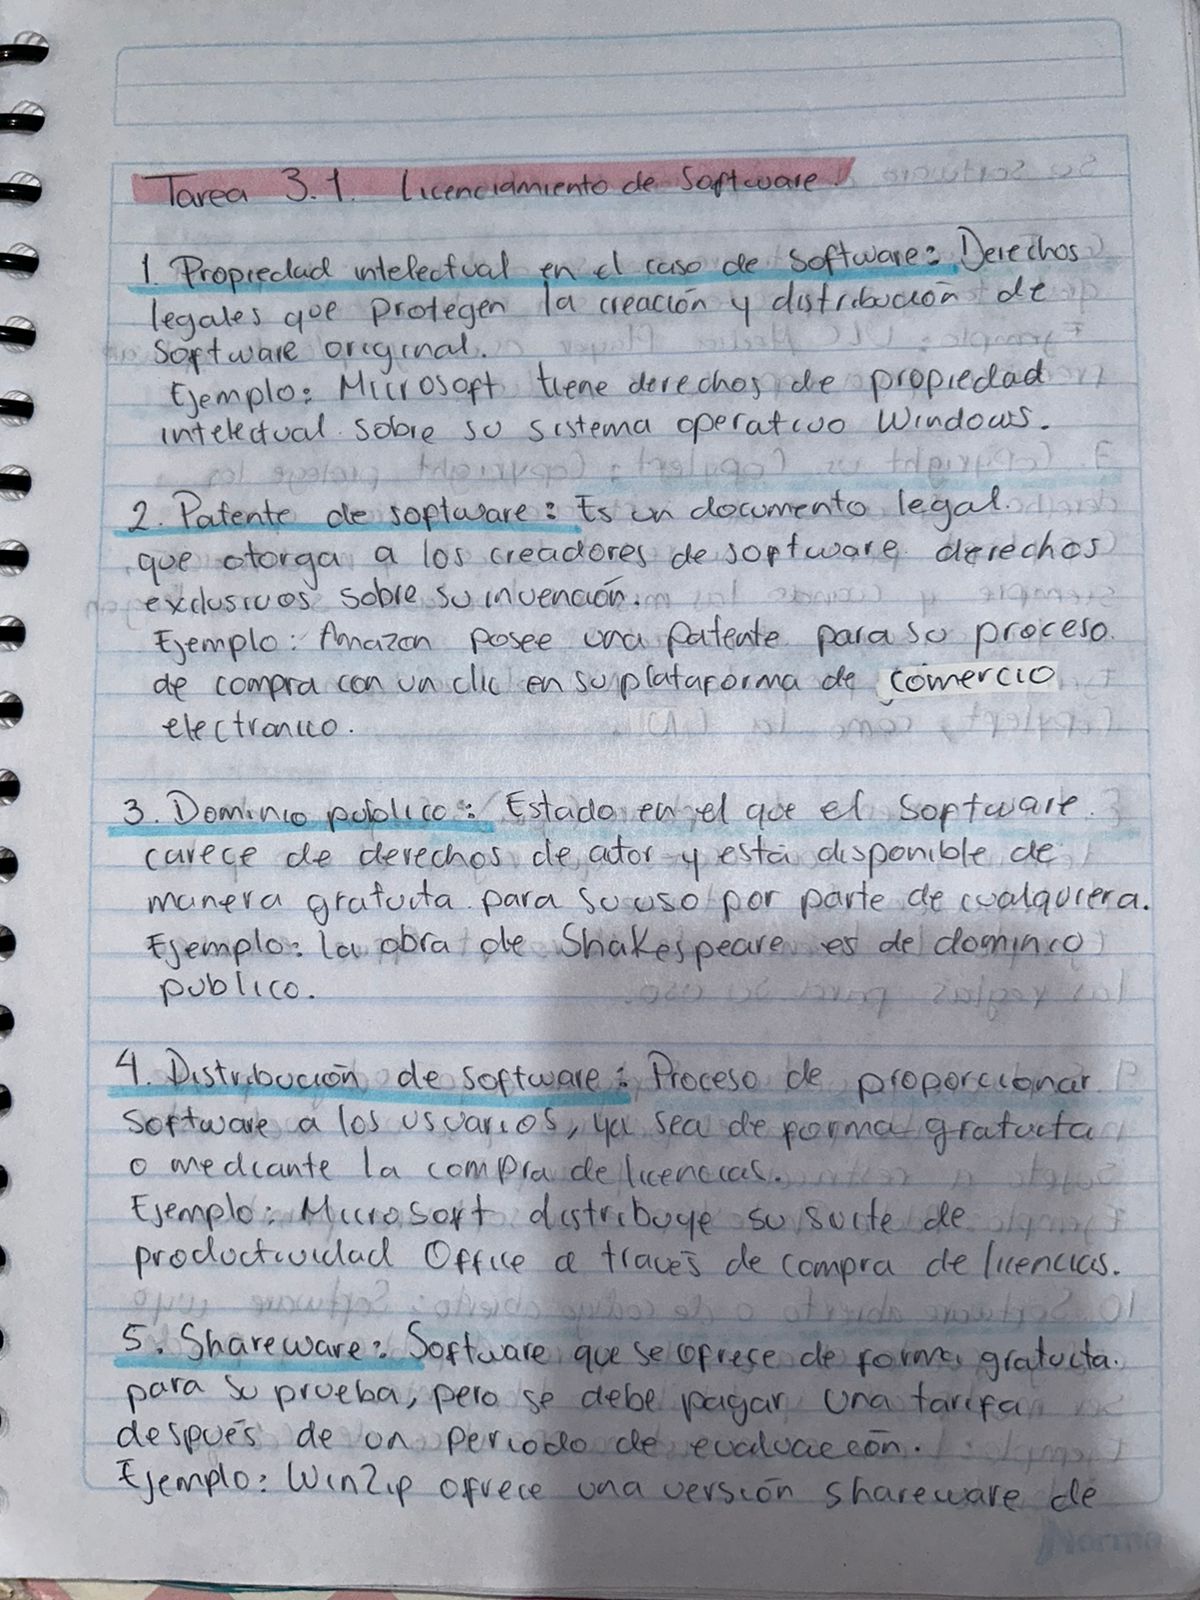 Tarea 3.1. Licenciamiento de Software.
1. Propiedad intelectual en el caso de software: Derechos
legales que protegen la creación y distribución de
Software original.
Ejemplo: Microsoft tiene derechos de propiedad
intelectual sobre su sistema operativo Windows.
2. Patente de software: Es un documento legal
que otorga a los creadores de software derechos
exclusivos sobre su invención.
Ejemplo: Amazon posee una patente para su proceso
de compra con un clic en su plataforma de comercio
electronico.
3. Dominio publico: Estado en el que el Software
carece de derechos de autor y está disponible de
manera gratuita para su uso por parte de cualquiera.
Ejemplo: la obra de Shakespeare es de dominio
publico.
4. Distribución de software: Proceso de proporcionar
Software a los usuarios, ya sea de forma gratuita
o mediante la compra de licencias.
Ejemplo: Microsoft distribuye su suite de
productividad Office a través de compra de licencias.
5. Shareware: Software que se ofrece de forma gratuita
para su prueba, pero se debe pagar una tarifa
después de un periodo de evaluación.
Ejemplo: WinZip ofrece una versión shareware de
Norma